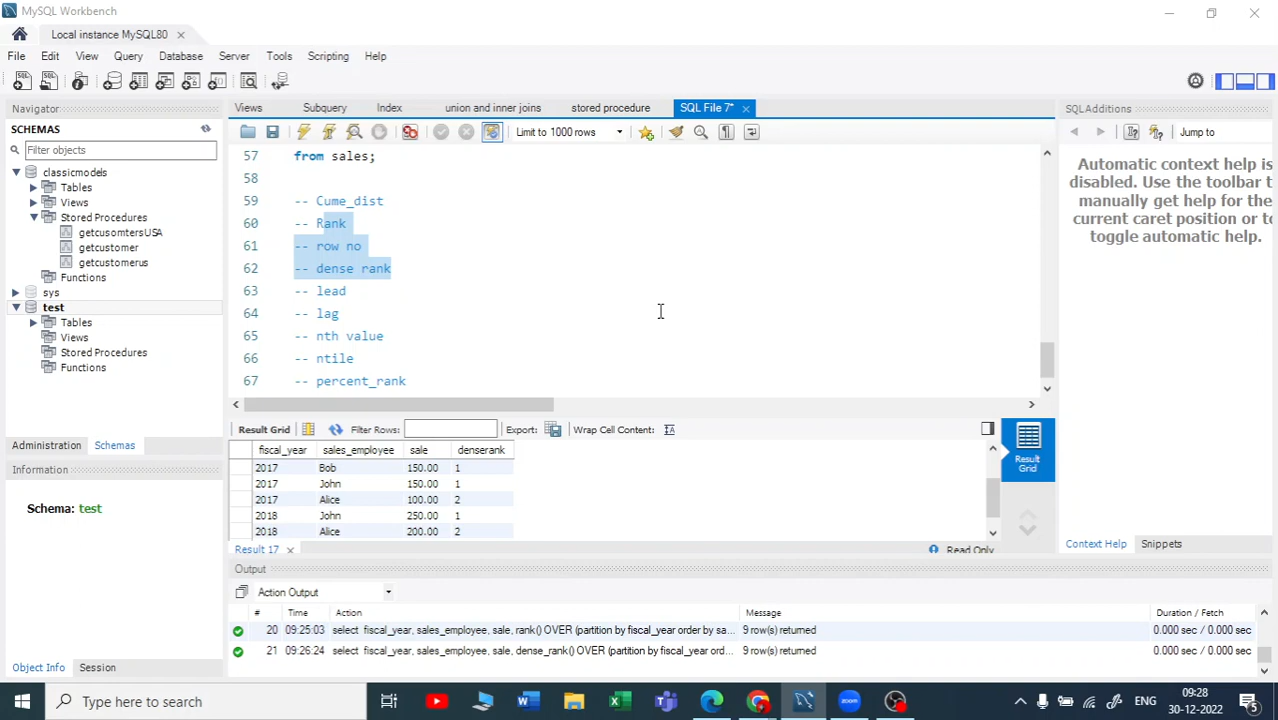 MySQL Workbench
Local instance MySQL80
File Edit View Query Database Server Tools Scripting Help
Navigator
SCHEMAS
Filter objects
classicmodels
Tables
Views
Stored Procedures
getcusomtersUSA
getcustomer
getcustomerus
Functions
sys
test
Tables
Views
Stored Procedures
Functions
Administration Schemas
Information
Schema: test
Object Info Session
Views Subquery Index union and inner joins stored procedure SQL File 7*
Limit to 1000 rows
57 from sales;
58
59 -- Cume_dist
60 -- Rank
61 -- row no
62 -- dense rank
63 -- lead
64 -- lag
65 -- nth value
66 -- ntile
67 -- percent_rank
Result Grid Filter Rows: Export: Wrap Cell Content:
fiscal_year sales_employee sale denserank
2017 Bob 150.00 1
2017 John 150.00 1
2017 Alice 100.00 2
2018 John 250.00 1
2018 Alice 200.00 2
Result Grid
Result 17 Read Only
Output
Action Output
# Time Action Message Duration / Fetch
20 09:25:03 select fiscal_year, sales_employee, sale, rank() OVER (partition by fiscal_year order by sa... 9 row(s) returned 0.000 sec / 0.000 sec
21 09:26:24 select fiscal_year, sales_employee, sale, dense_rank() OVER (partition by fiscal_year ord... 9 row(s) returned 0.000 sec / 0.000 sec
SQLAdditions
Jump to
Automatic context help is
disabled. Use the toolbar t
manually get help for the
current caret position or to
toggle automatic help.
Context Help Snippets
Type here to search
ENG
09:28
30-12-2022
5